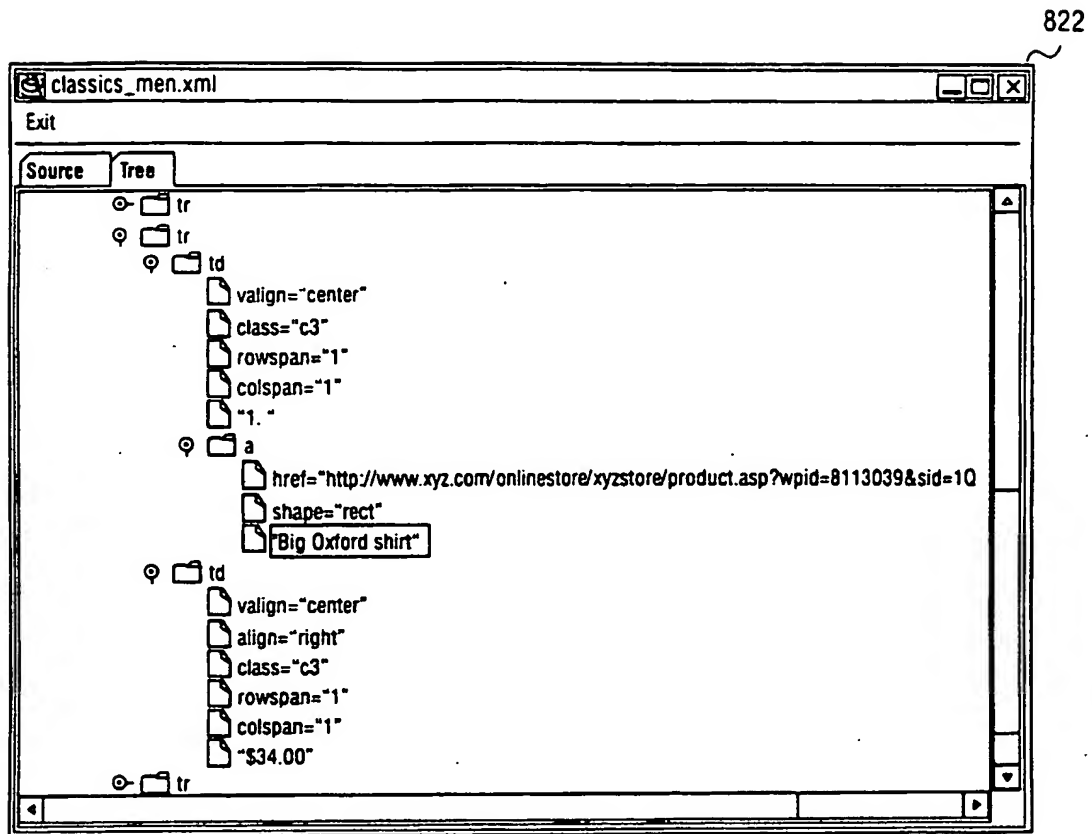 822
classics_men.xml
Exit
Source Tree
tr
tr
td
valign="center"
class="c3"
rowspan="1"
colspan="1"
"1. "
a
href="http://www.xyz.com/onlinestore/xyzstore/product.asp?wpid=8113039&sid=1Q
shape="rect"
"Big Oxford shirt"
td
valign="center"
align="right"
class="c3"
rowspan="1"
colspan="1"
"$34.00"
tr